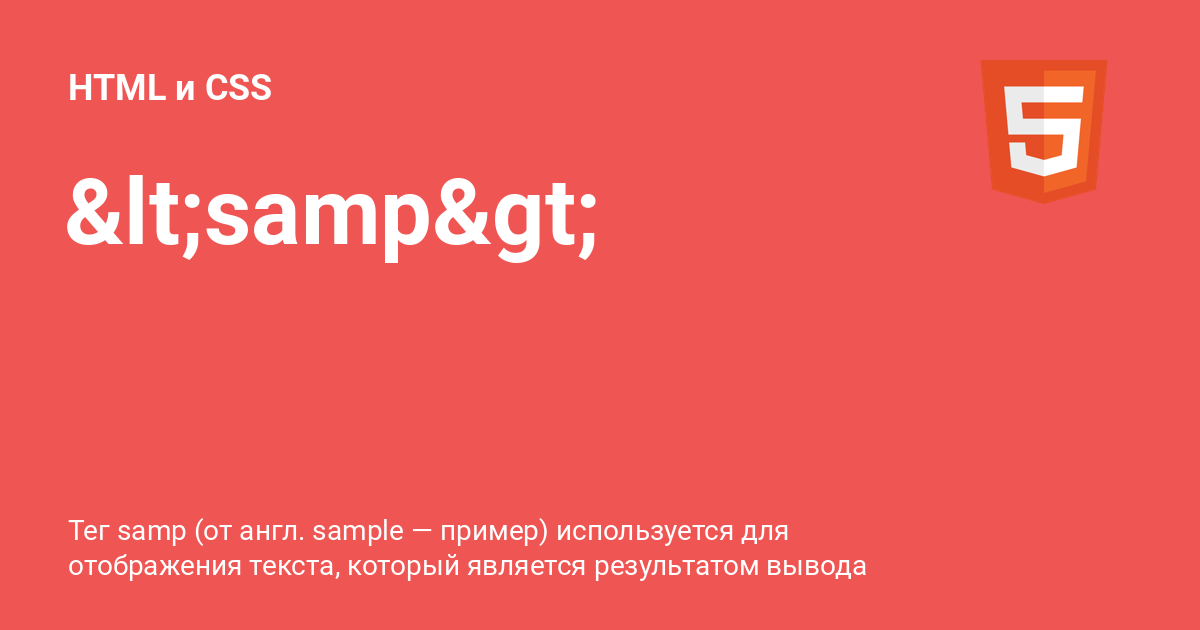 HTML и CSS
&lt;samp&gt;
Тег samp (от англ. sample — пример) используется для
отображения текста, который является результатом вывода